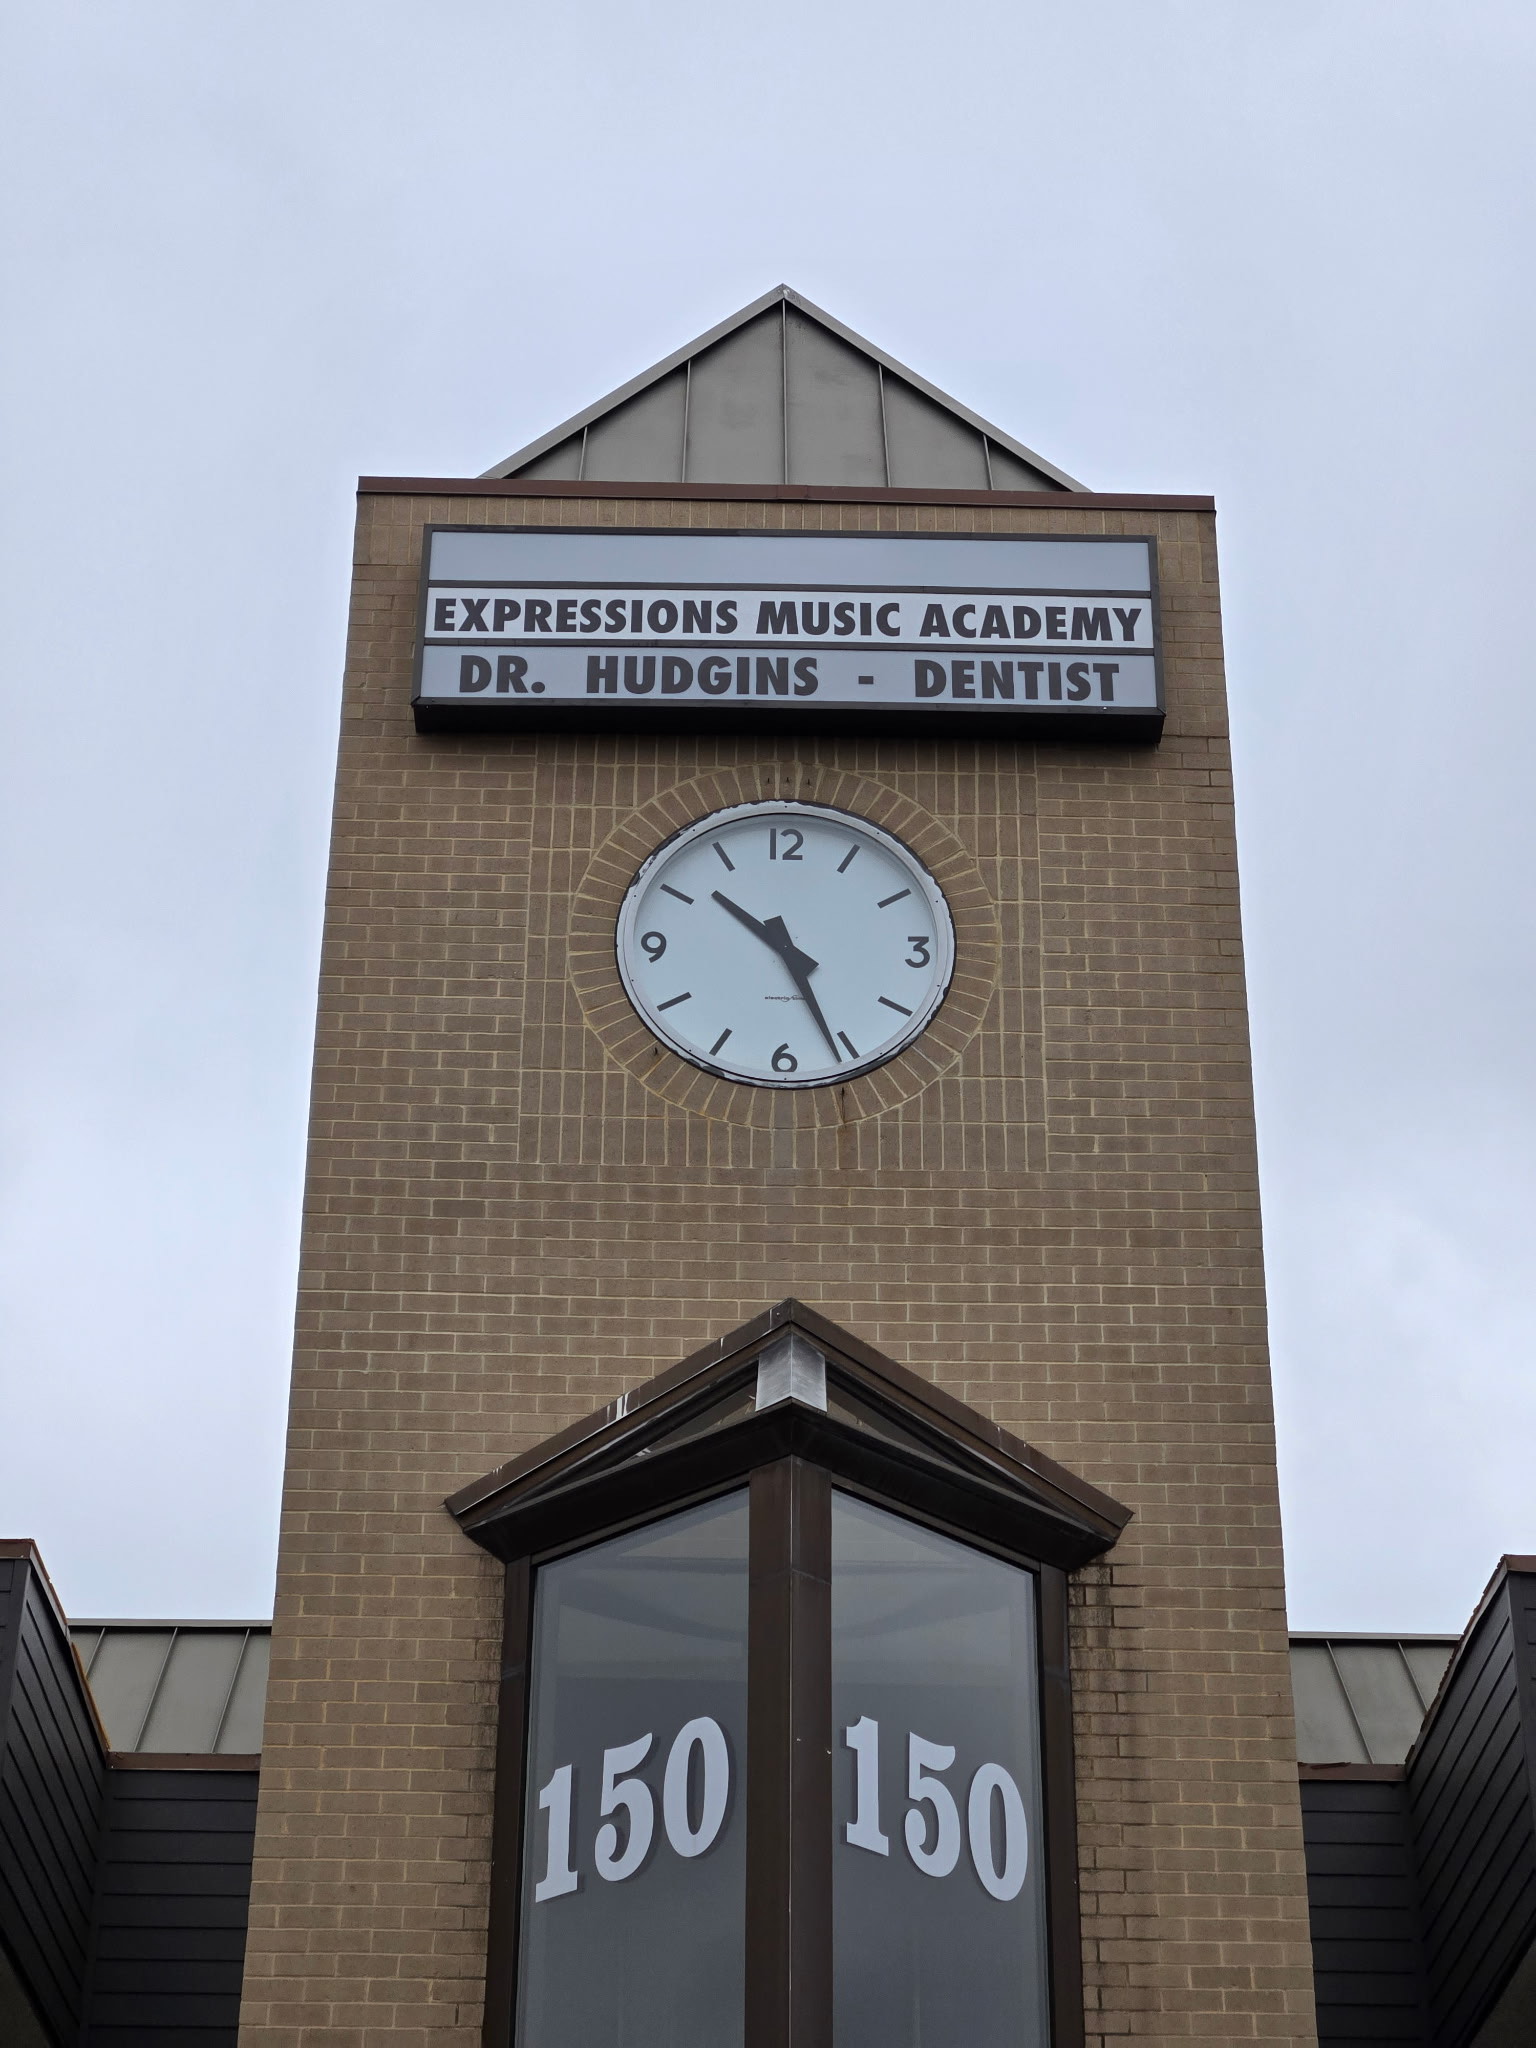 EXPRESSIONS MUSIC ACADEMY
DR. HUDGINS - DENTIST
12
9 3
6
150 150